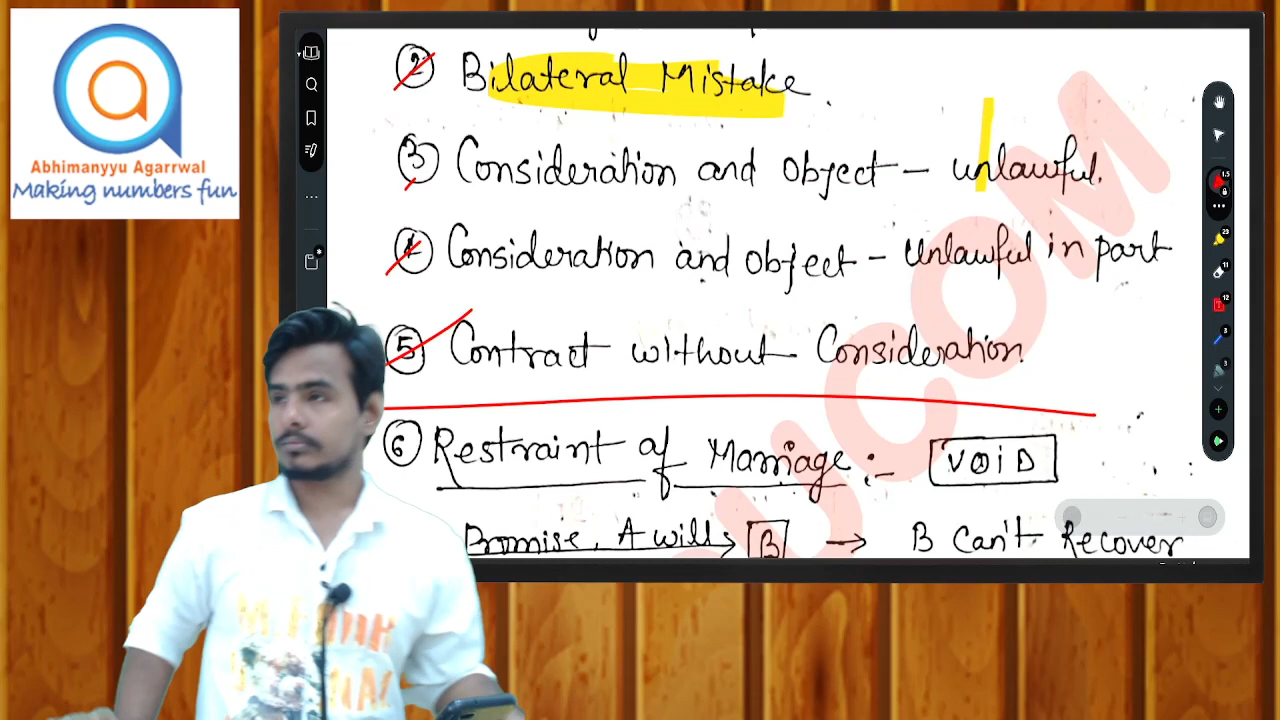 Abhimanyyu Agarrwal
Making numbers fun
2 Bilateral Mistake
3 Consideration and object - unlawful.
4 Consideration and object - Unlawful in part
5 Contract without Consideration
6 Restraint of Marriage :- VOID
Promise, A will → B → B Can't Recover
UCOM